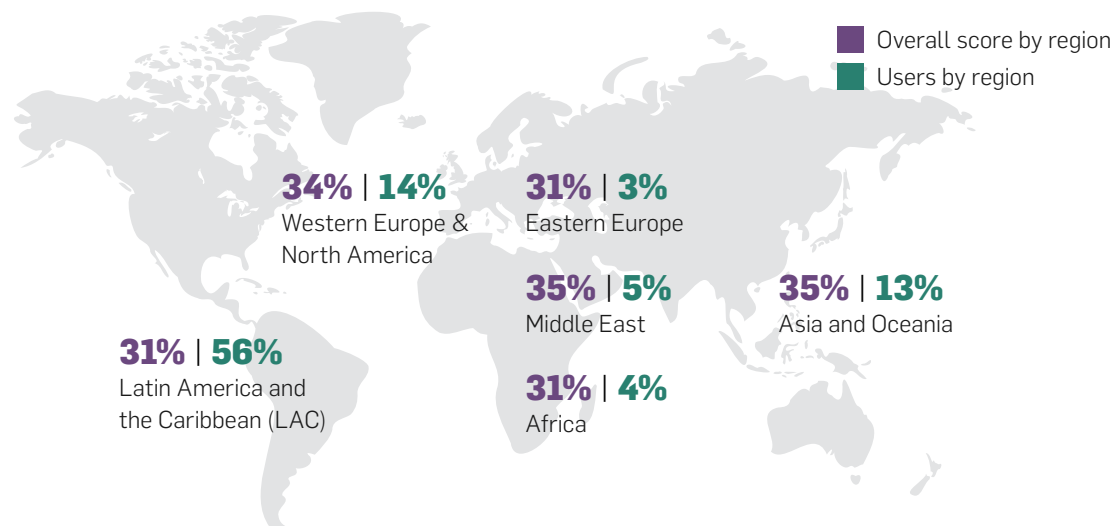 Overall score by region
Users by region
34% | 14%
Western Europe &
North America
31% | 3%
Eastern Europe
35% | 5%
Middle East
35% | 13%
Asia and Oceania
31% | 56%
Latin America and
the Caribbean (LAC)
31% | 4%
Africa